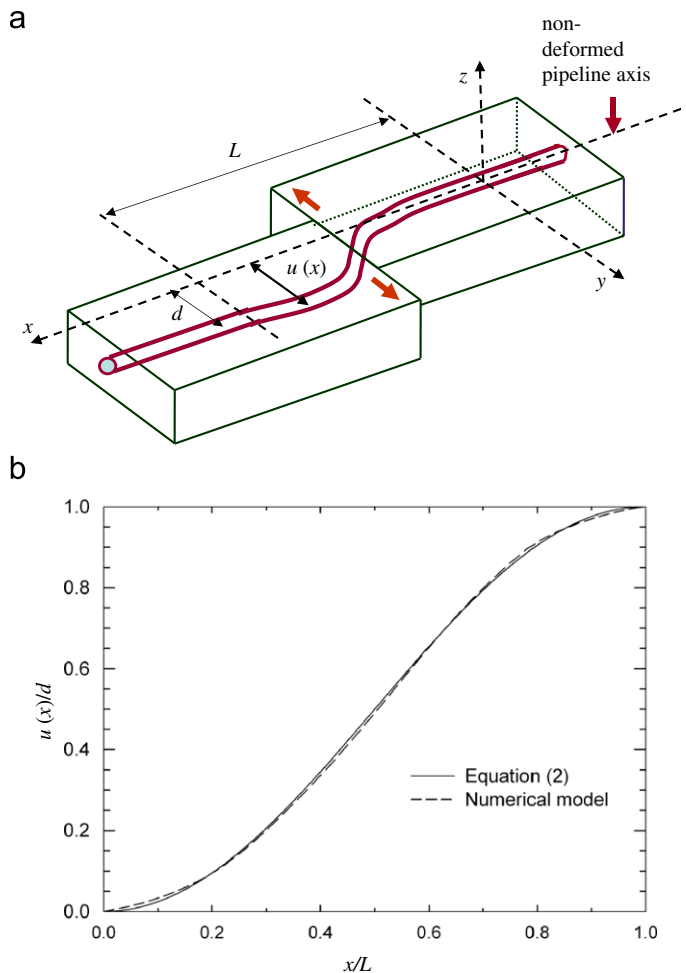 a
non-
deformed
pipeline axis
z
L
u (x)
d
x
y
b
1.0
0.8
0.6
0.4
0.2
0.0
u (x)/d
Equation (2)
Numerical model
0.0 0.2 0.4 0.6 0.8 1.0
x/L